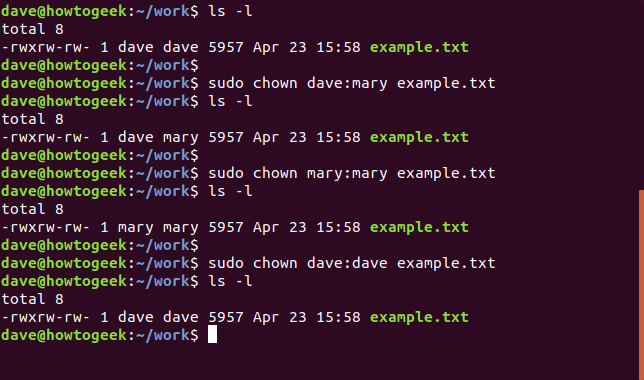 dave@howtogeek:~/work$ ls -l
total 8
-rwxrw-rw- 1 dave dave 5957 Apr 23 15:58 example.txt
dave@howtogeek:~/work$
dave@howtogeek:~/work$ sudo chown dave:mary example.txt
dave@howtogeek:~/work$ ls -l
total 8
-rwxrw-rw- 1 dave mary 5957 Apr 23 15:58 example.txt
dave@howtogeek:~/work$
dave@howtogeek:~/work$ sudo chown mary:mary example.txt
dave@howtogeek:~/work$ ls -l
total 8
-rwxrw-rw- 1 mary mary 5957 Apr 23 15:58 example.txt
dave@howtogeek:~/work$
dave@howtogeek:~/work$ sudo chown dave:dave example.txt
dave@howtogeek:~/work$ ls -l
total 8
-rwxrw-rw- 1 dave dave 5957 Apr 23 15:58 example.txt
dave@howtogeek:~/work$